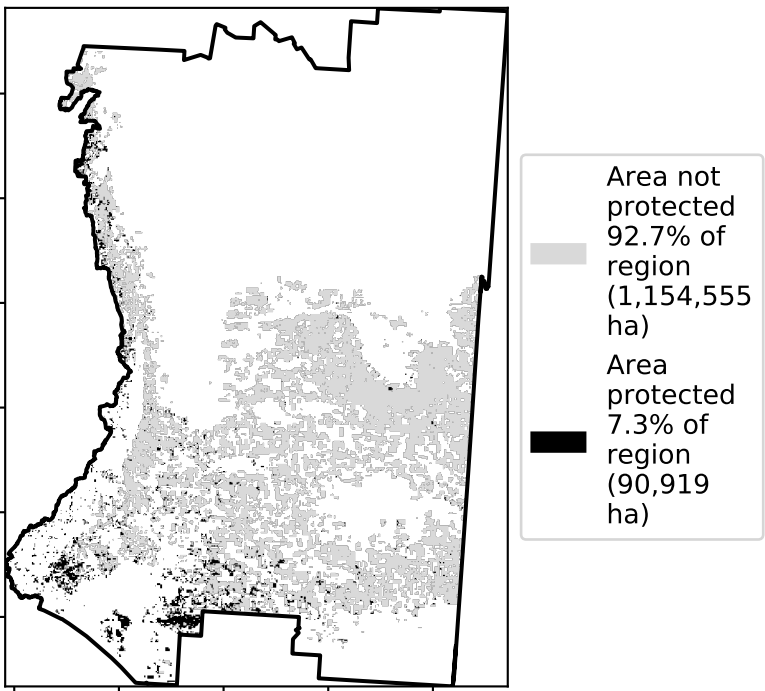 Area not
protected
92.7% of
region
(1,154,555
ha)
Area
protected
7.3% of
region
(90,919
ha)